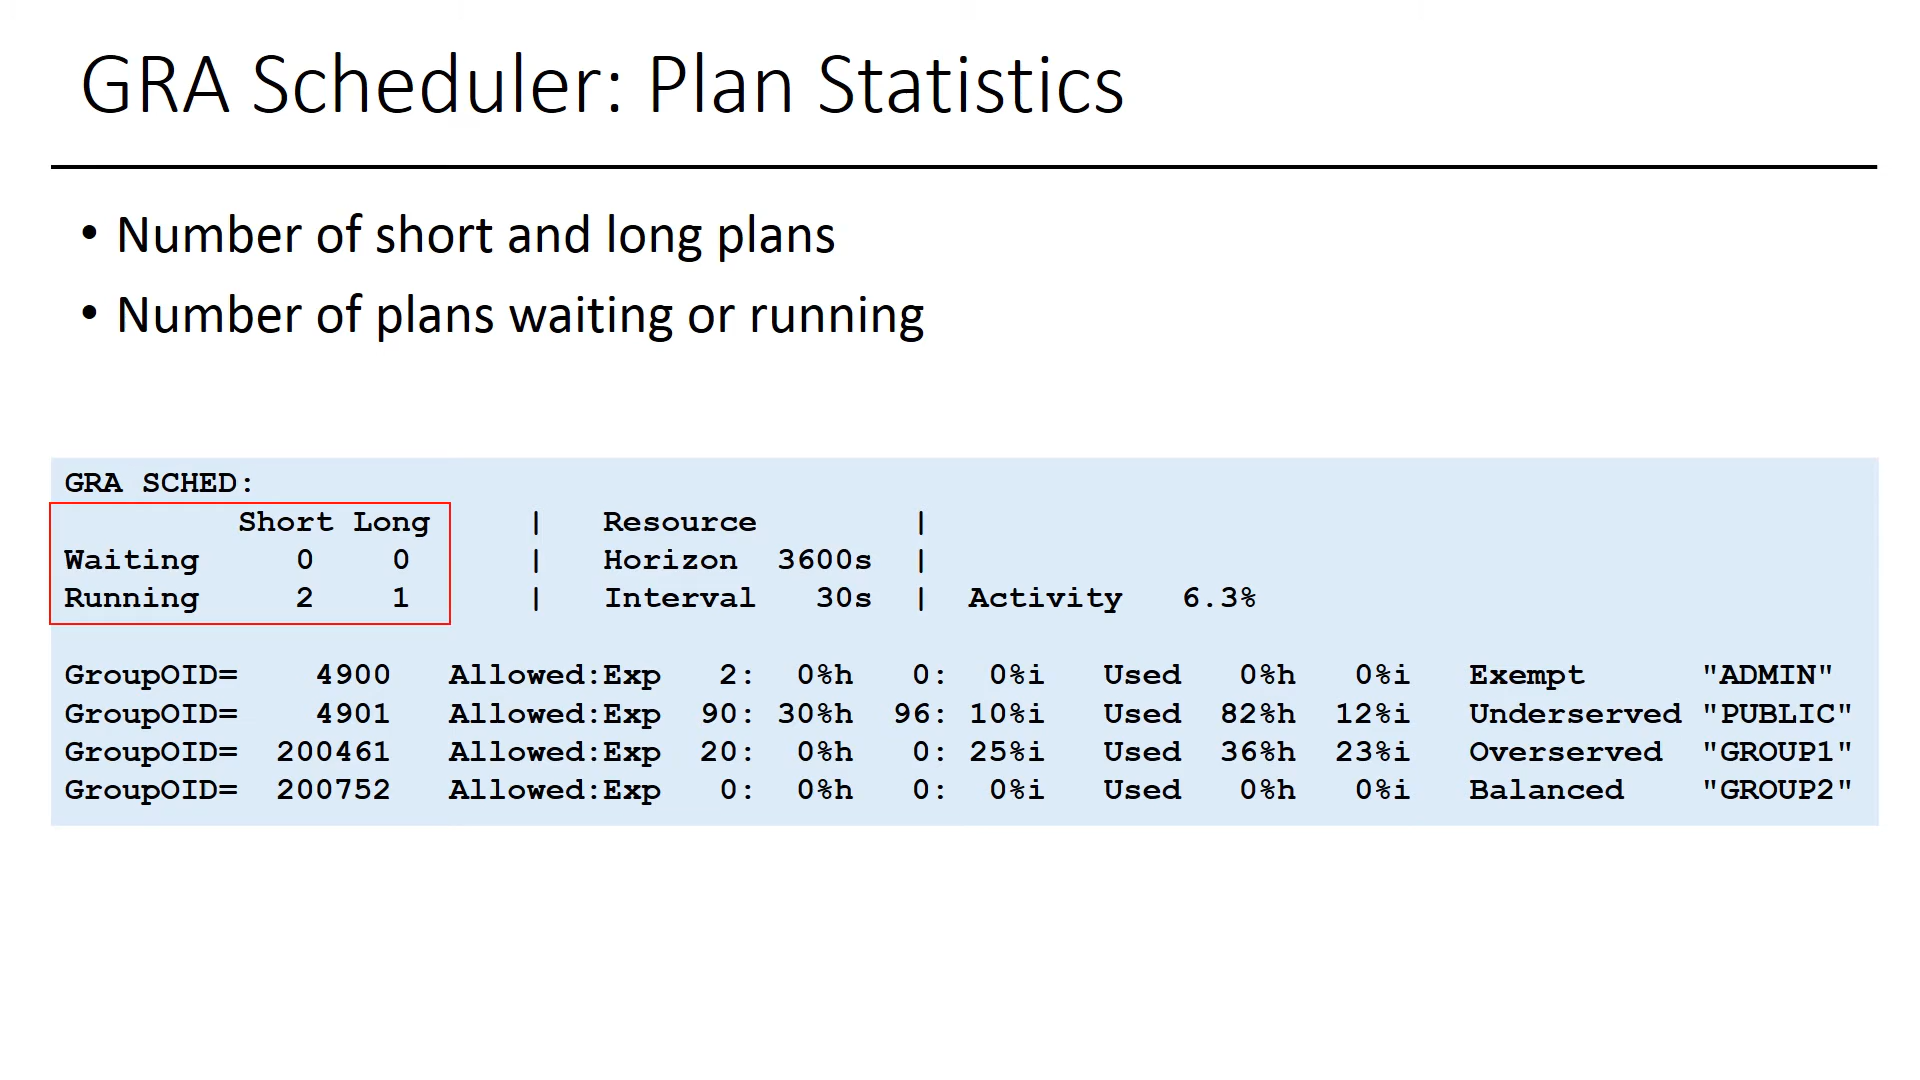 GRA Scheduler: Plan Statistics
• Number of short and long plans
• Number of plans waiting or running
GRA SCHED:
Short Long | Resource |
Waiting 0 0 | Horizon 3600s |
Running 2 1 | Interval 30s | Activity 6.3%
GroupOID= 4900 Allowed:Exp 2: 0%h 0: 0%i Used 0%h 0%i Exempt "ADMIN"
GroupOID= 4901 Allowed:Exp 90: 30%h 96: 10%i Used 82%h 12%i Underserved "PUBLIC"
GroupOID= 200461 Allowed:Exp 20: 0%h 0: 25%i Used 36%h 23%i Overserved "GROUP1"
GroupOID= 200752 Allowed:Exp 0: 0%h 0: 0%i Used 0%h 0%i Balanced "GROUP2"